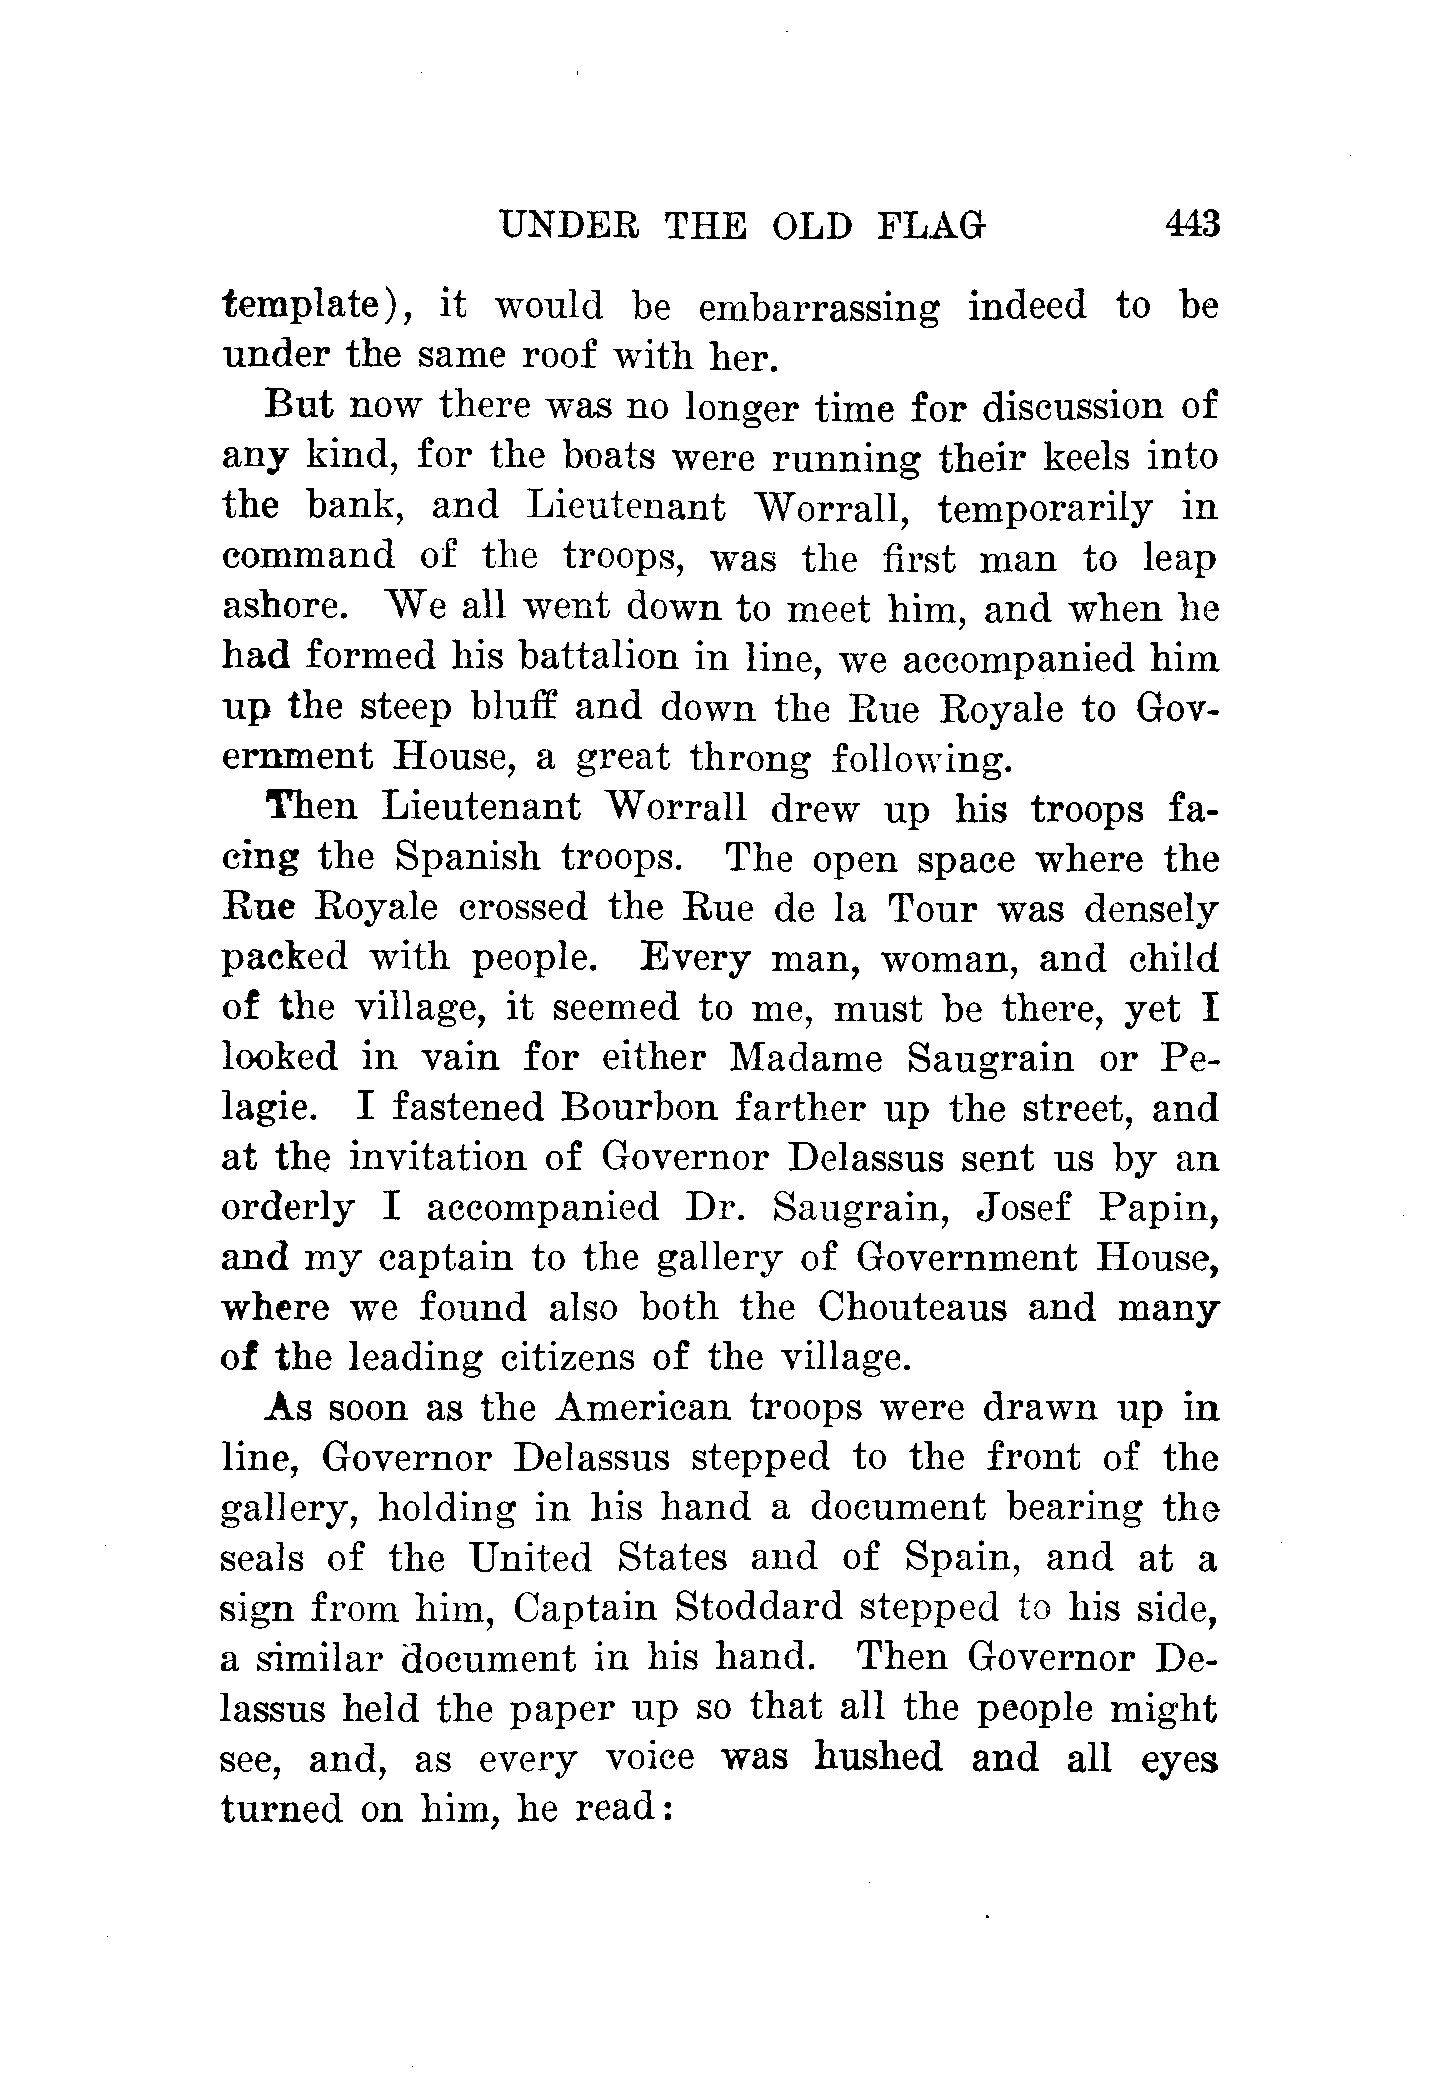 UNDER THE OLD FLAG 443
template), it would be embarrassing indeed to be
under the same roof with her.
But now there was no longer time for discussion of
any kind, for the boats were running their keels into
the bank, and Lieutenant Worrall, temporarily in
command of the troops, was the first man to leap
ashore. We all went down to meet him, and when he
had formed his battalion in line, we accompanied him
up the steep bluff and down the Rue Royale to Gov-
ernment House, a great throng following.
Then Lieutenant Worrall drew up his troops fa-
cing the Spanish troops. The open space where the
Rue Royale crossed the Rue de la Tour was densely
packed with people. Every man, woman, and child
of the village, it seemed to me, must be there, yet I
looked in vain for either Madame Saugrain or Pe-
lagie. I fastened Bourbon farther up the street, and
at the invitation of Governor Delassus sent us by an
orderly I accompanied Dr. Saugrain, Josef Papin,
and my captain to the gallery of Government House,
where we found also both the Chouteaus and many
of the leading citizens of the village.
As soon as the American troops were drawn up in
line, Governor Delassus stepped to the front of the
gallery, holding in his hand a document bearing the
seals of the United States and of Spain, and at a
sign from him, Captain Stoddard stepped to his side,
a similar document in his hand. Then Governor De-
lassus held the paper up so that all the people might
see, and, as every voice was hushed and all eyes
turned on him, he read: